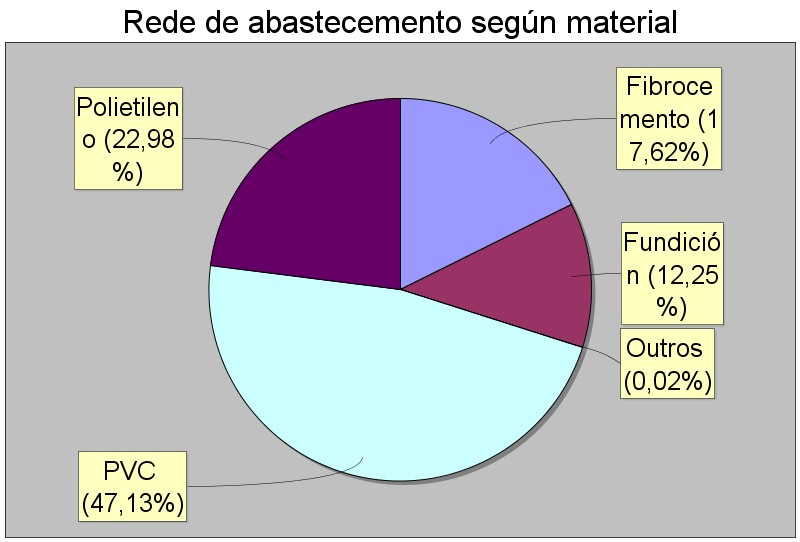 Rede de abastecemento según material
Polietilen
o (22,98
%)
Fibroce
mento (1
7,62%)
Fundició
n (12,25
%)
Outros
(0,02%)
PVC
(47,13%)